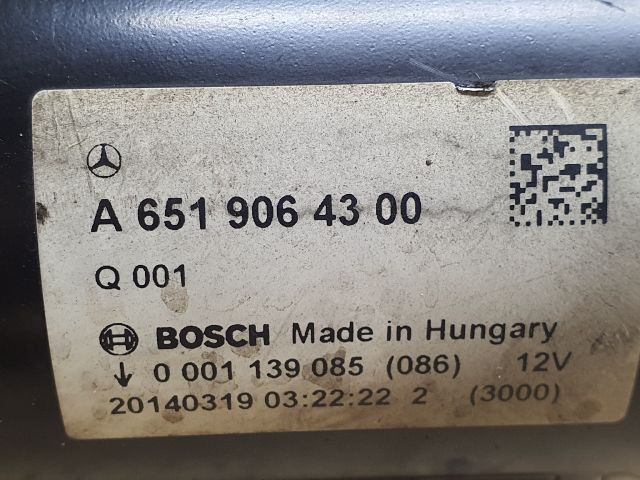 A 651 906 43 00
Q 001
BOSCH Made in Hungary
↓ 0 001 139 085 (086) 12V
20140319 03:22:22 2 (3000)